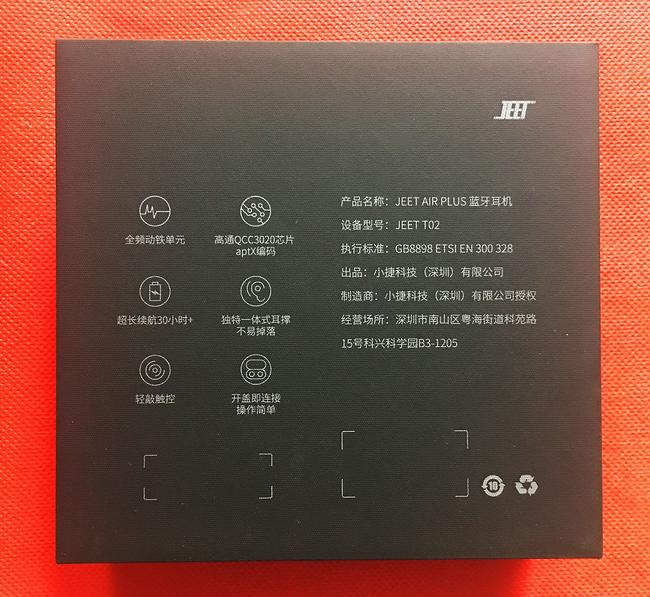 JEET
全频动铁单元
高通QCC3020芯片
aptX编码
超长续航30小时+
独特一体式耳撑
不易掉落
轻敲触控
开盖即连接
操作简单
产品名称：JEET AIR PLUS 蓝牙耳机
设备型号：JEET T02
执行标准：GB8898 ETSI EN 300 328
出品：小捷科技（深圳）有限公司
制造商：小捷科技（深圳）有限公司授权
经营场所：深圳市南山区粤海街道科苑路
15号科兴科学园B3-1205
10